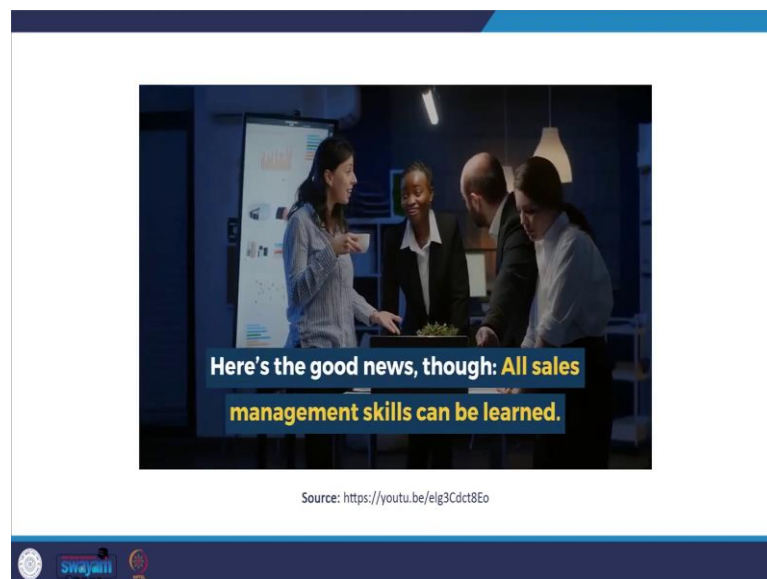 Here's the good news, though: All sales
management skills can be learned.
Source: https://youtu.be/elg3Cdct8Eo
swayam